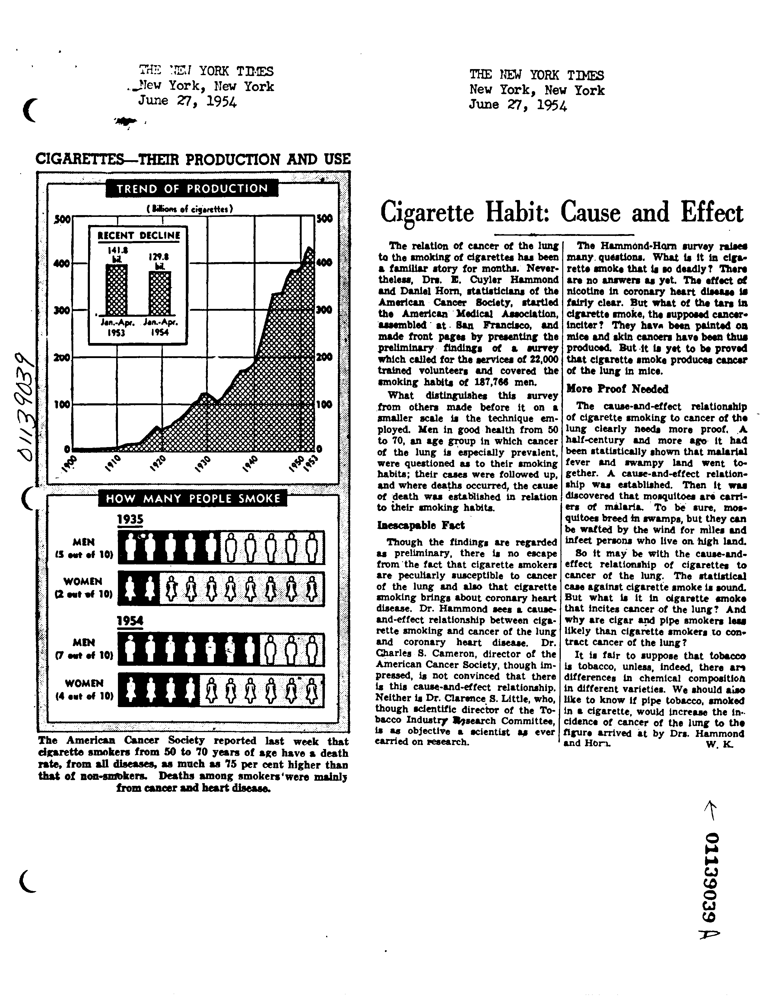 THE NEW YORK TIMES
New York, New York
June 27, 1954
THE NEW YORK TIMES
New York, New York
June 27, 1954
01139039
CIGARETTES—THEIR PRODUCTION AND USE
TREND OF PRODUCTION
(Billions of cigarettes)
500
500
RECENT DECLINE
141.8
bil.
129.8
bil.
400
400
300
300
Jan.-Apr.
1953
Jan.-Apr.
1954
200
200
100
100
0
0
1900
1910
1920
1930
1940
1950
1953
HOW MANY PEOPLE SMOKE
1935
MEN
(5 out of 10)
WOMEN
(2 out of 10)
1954
MEN
(7 out of 10)
WOMEN
(4 out of 10)
The American Cancer Society reported last week that
cigarette smokers from 50 to 70 years of age have a death
rate, from all diseases, as much as 75 per cent higher than
that of non-smokers. Deaths among smokers were mainly
from cancer and heart disease.
Cigarette Habit: Cause and Effect
The relation of cancer of the lung
to the smoking of cigarettes has been
a familiar story for months. Never-
theless, Drs. E. Cuyler Hammond
and Daniel Horn, statisticians of the
American Cancer Society, startled
the American Medical Association,
assembled at San Francisco, and
made front pages by presenting the
preliminary findings of a survey
which called for the services of 22,000
trained volunteers and covered the
smoking habits of 187,766 men.
What distinguishes this survey
from others made before it on a
smaller scale is the technique em-
ployed. Men in good health from 50
to 70, an age group in which cancer
of the lung is especially prevalent,
were questioned as to their smoking
habits; their cases were followed up,
and where deaths occurred, the cause
of death was established in relation
to their smoking habits.
Inescapable Fact
Though the findings are regarded
as preliminary, there is no escape
from the fact that cigarette smokers
are peculiarly susceptible to cancer
of the lung and also that cigarette
smoking brings about coronary heart
disease. Dr. Hammond sees a cause-
and-effect relationship between ciga-
rette smoking and cancer of the lung
and coronary heart disease. Dr.
Charles S. Cameron, director of the
American Cancer Society, though im-
pressed, is not convinced that there
is this cause-and-effect relationship.
Neither is Dr. Clarence S. Little, who,
though scientific director of the To-
bacco Industry Research Committee,
is as objective a scientist as ever
carried on research.
The Hammond-Horn survey raises
many questions. What is it in ciga-
rette smoke that is so deadly? There
are no answers as yet. The effect of
nicotine in coronary heart disease is
fairly clear. But what of the tars in
cigarette smoke, the supposed cancer-
inciter? They have been painted on
mice and skin cancers have been thus
produced. But it is yet to be proved
that cigarette smoke produces cancer
of the lung in mice.
More Proof Needed
The cause-and-effect relationship
of cigarette smoking to cancer of the
lung clearly needs more proof. A
half-century and more ago it had
been statistically shown that malarial
fever and swampy land went to-
gether. A cause-and-effect relation-
ship was established. Then it was
discovered that mosquitoes are carri-
ers of malaria. To be sure, mos-
quitoes breed in swamps, but they can
be wafted by the wind for miles and
infect persons who live on high land.
So it may be with the cause-and-
effect relationship of cigarettes to
cancer of the lung. The statistical
case against cigarette smoke is sound.
But what is it in cigarette smoke
that incites cancer of the lung? And
why are cigar and pipe smokers less
likely than cigarette smokers to con-
tract cancer of the lung?
It is fair to suppose that tobacco
is tobacco, unless, indeed, there are
differences in chemical composition
in different varieties. We should also
like to know if pipe tobacco, smoked
in a cigarette, would increase the in-
cidence of cancer of the lung to the
figure arrived at by Drs. Hammond
and Horn. W. K.
← 01139039 A